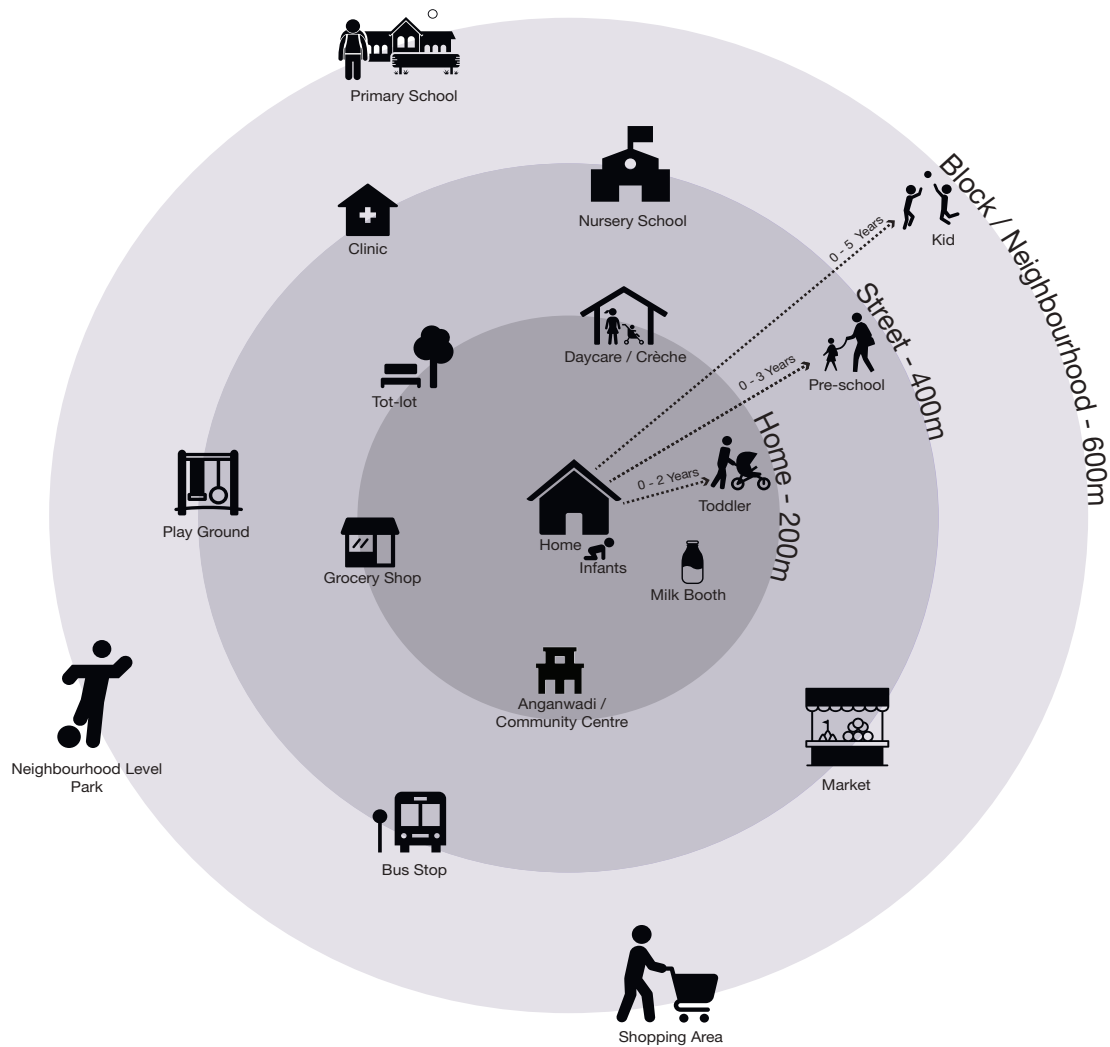 Primary School
Block / Neighbourhood - 600m
Nursery School
Clinic
0 - 5 Years
Kid
Street - 400m
Daycare / Crèche
0 - 3 Years
Pre-school
Tot-lot
Home - 200m
0 - 2 Years
Toddler
Play Ground
Home
Infants
Grocery Shop
Milk Booth
Anganwadi /
Community Centre
Neighbourhood Level
Park
Market
Bus Stop
Shopping Area